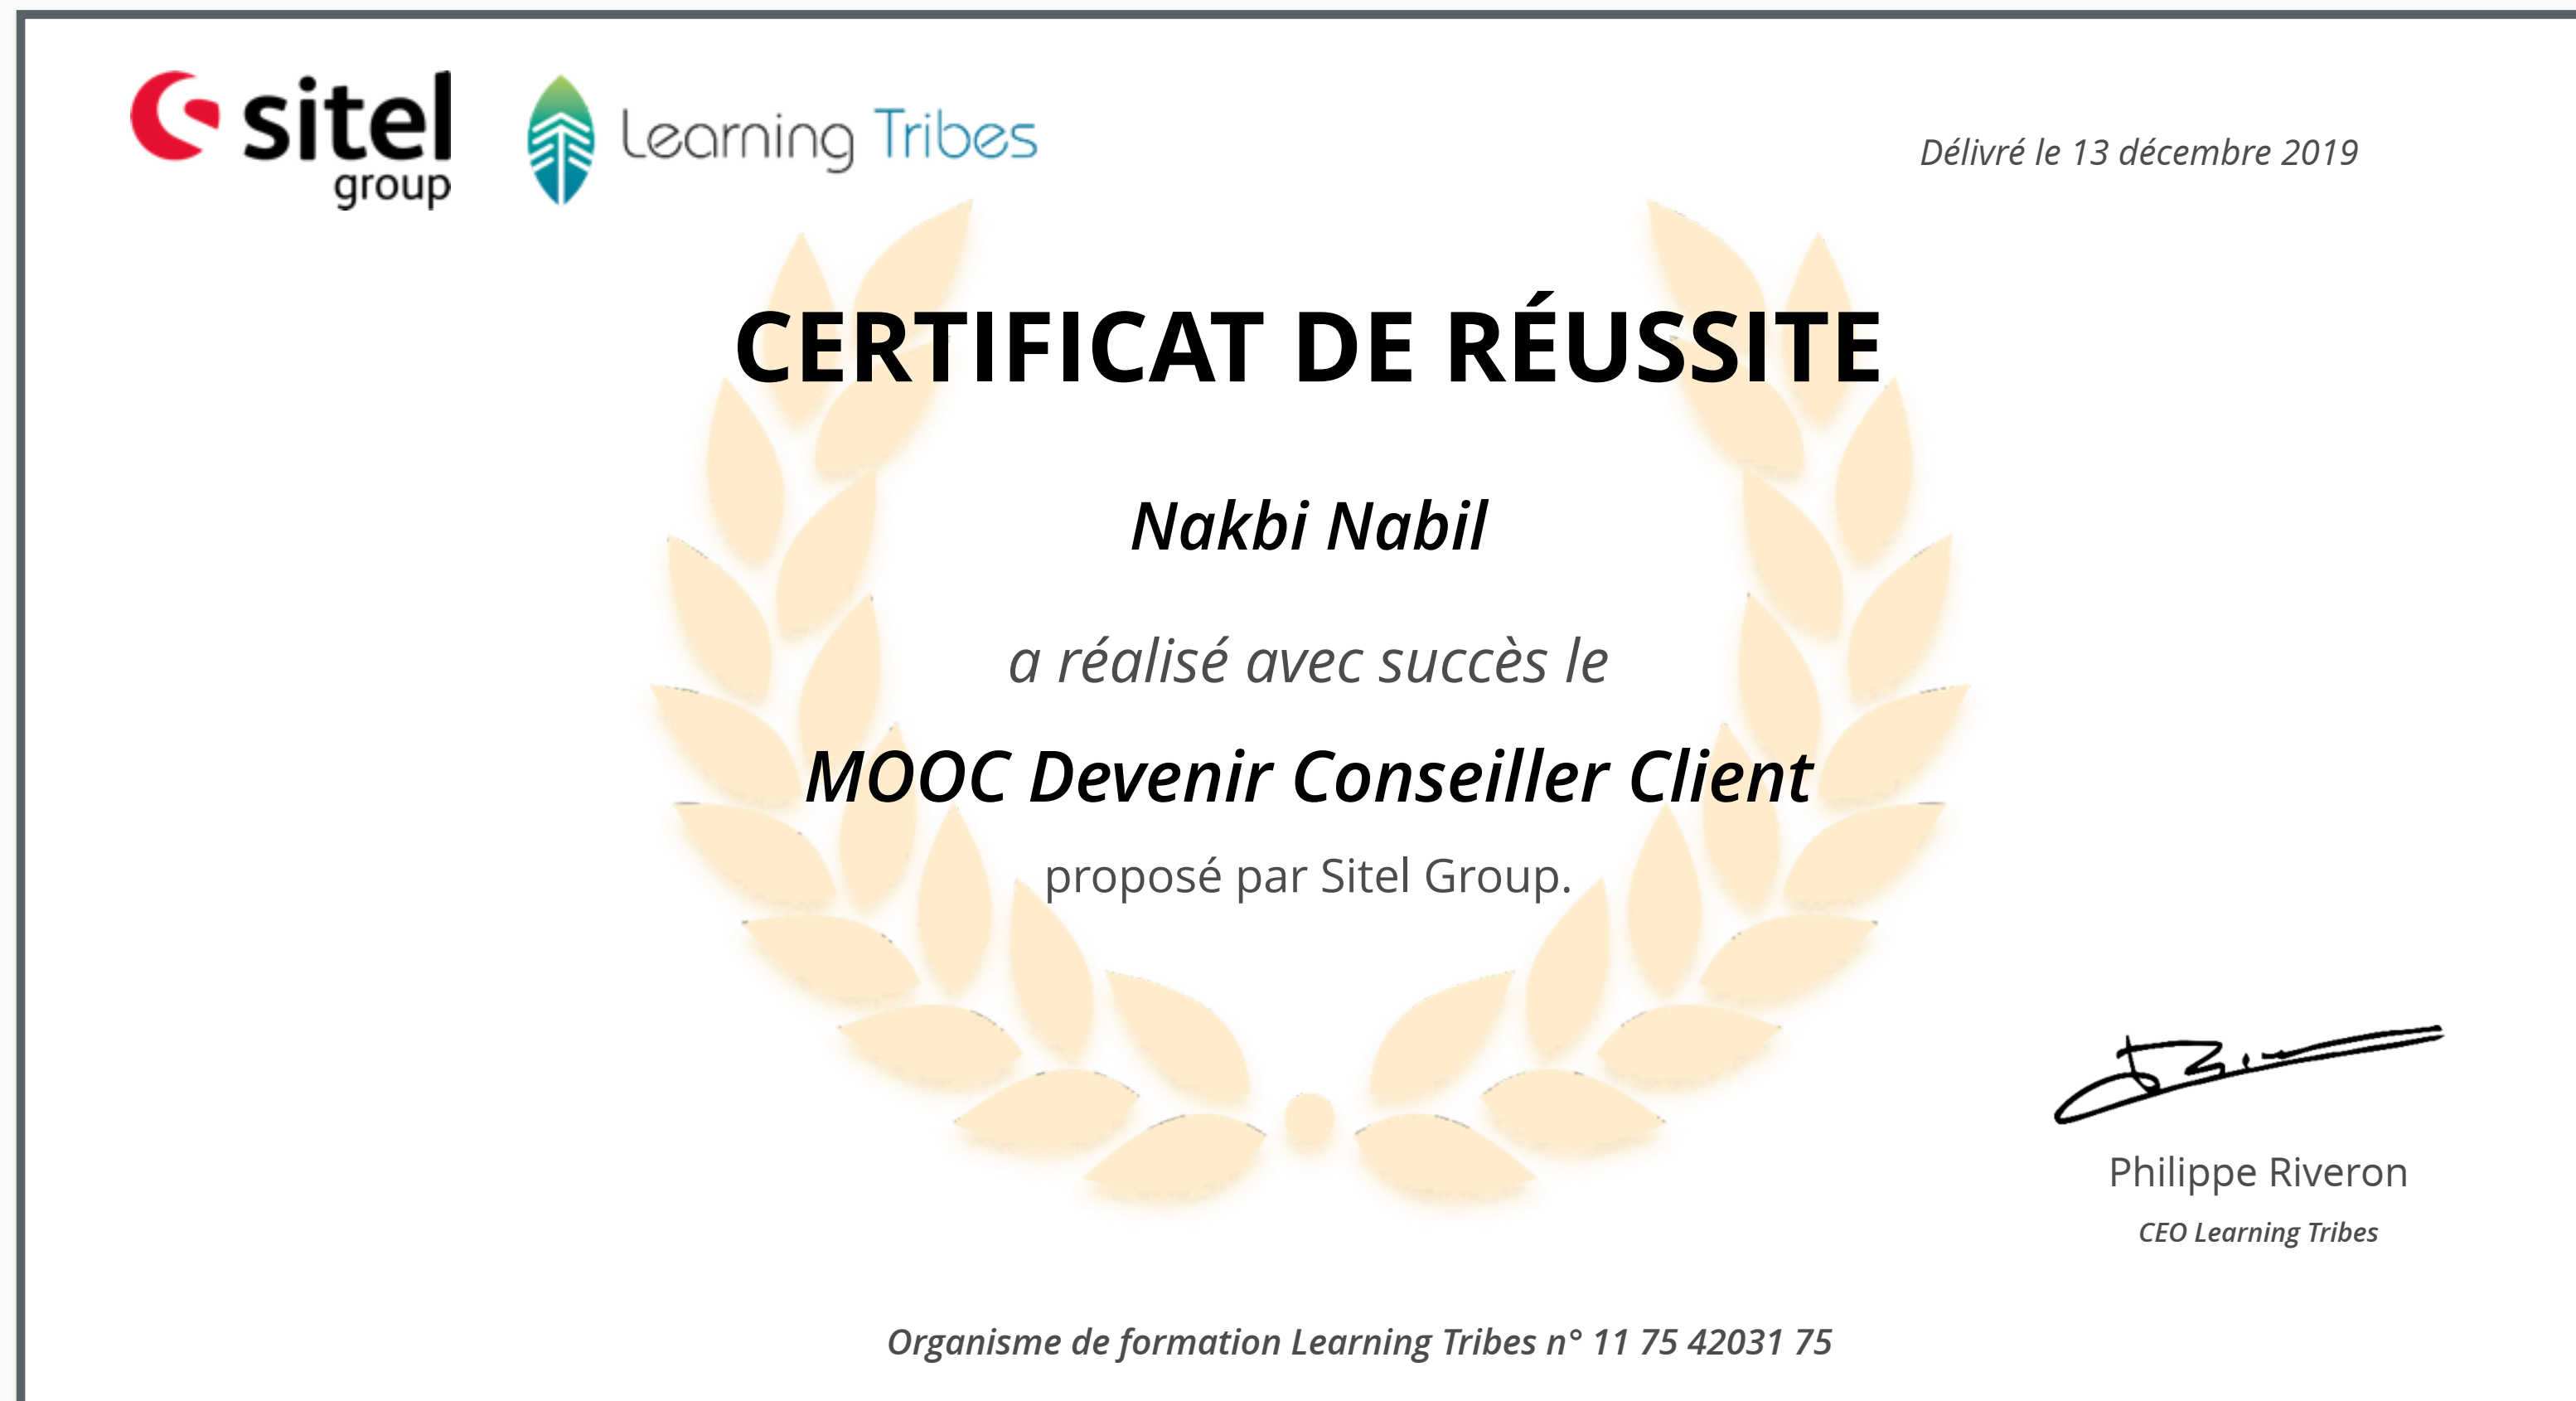 sitel
group
Learning Tribes
Délivré le 13 décembre 2019
CERTIFICAT DE RÉUSSITE
Nakbi Nabil
a réalisé avec succès le
MOOC Devenir Conseiller Client
proposé par Sitel Group.
Philippe Riveron
CEO Learning Tribes
Organisme de formation Learning Tribes n° 11 75 42031 75